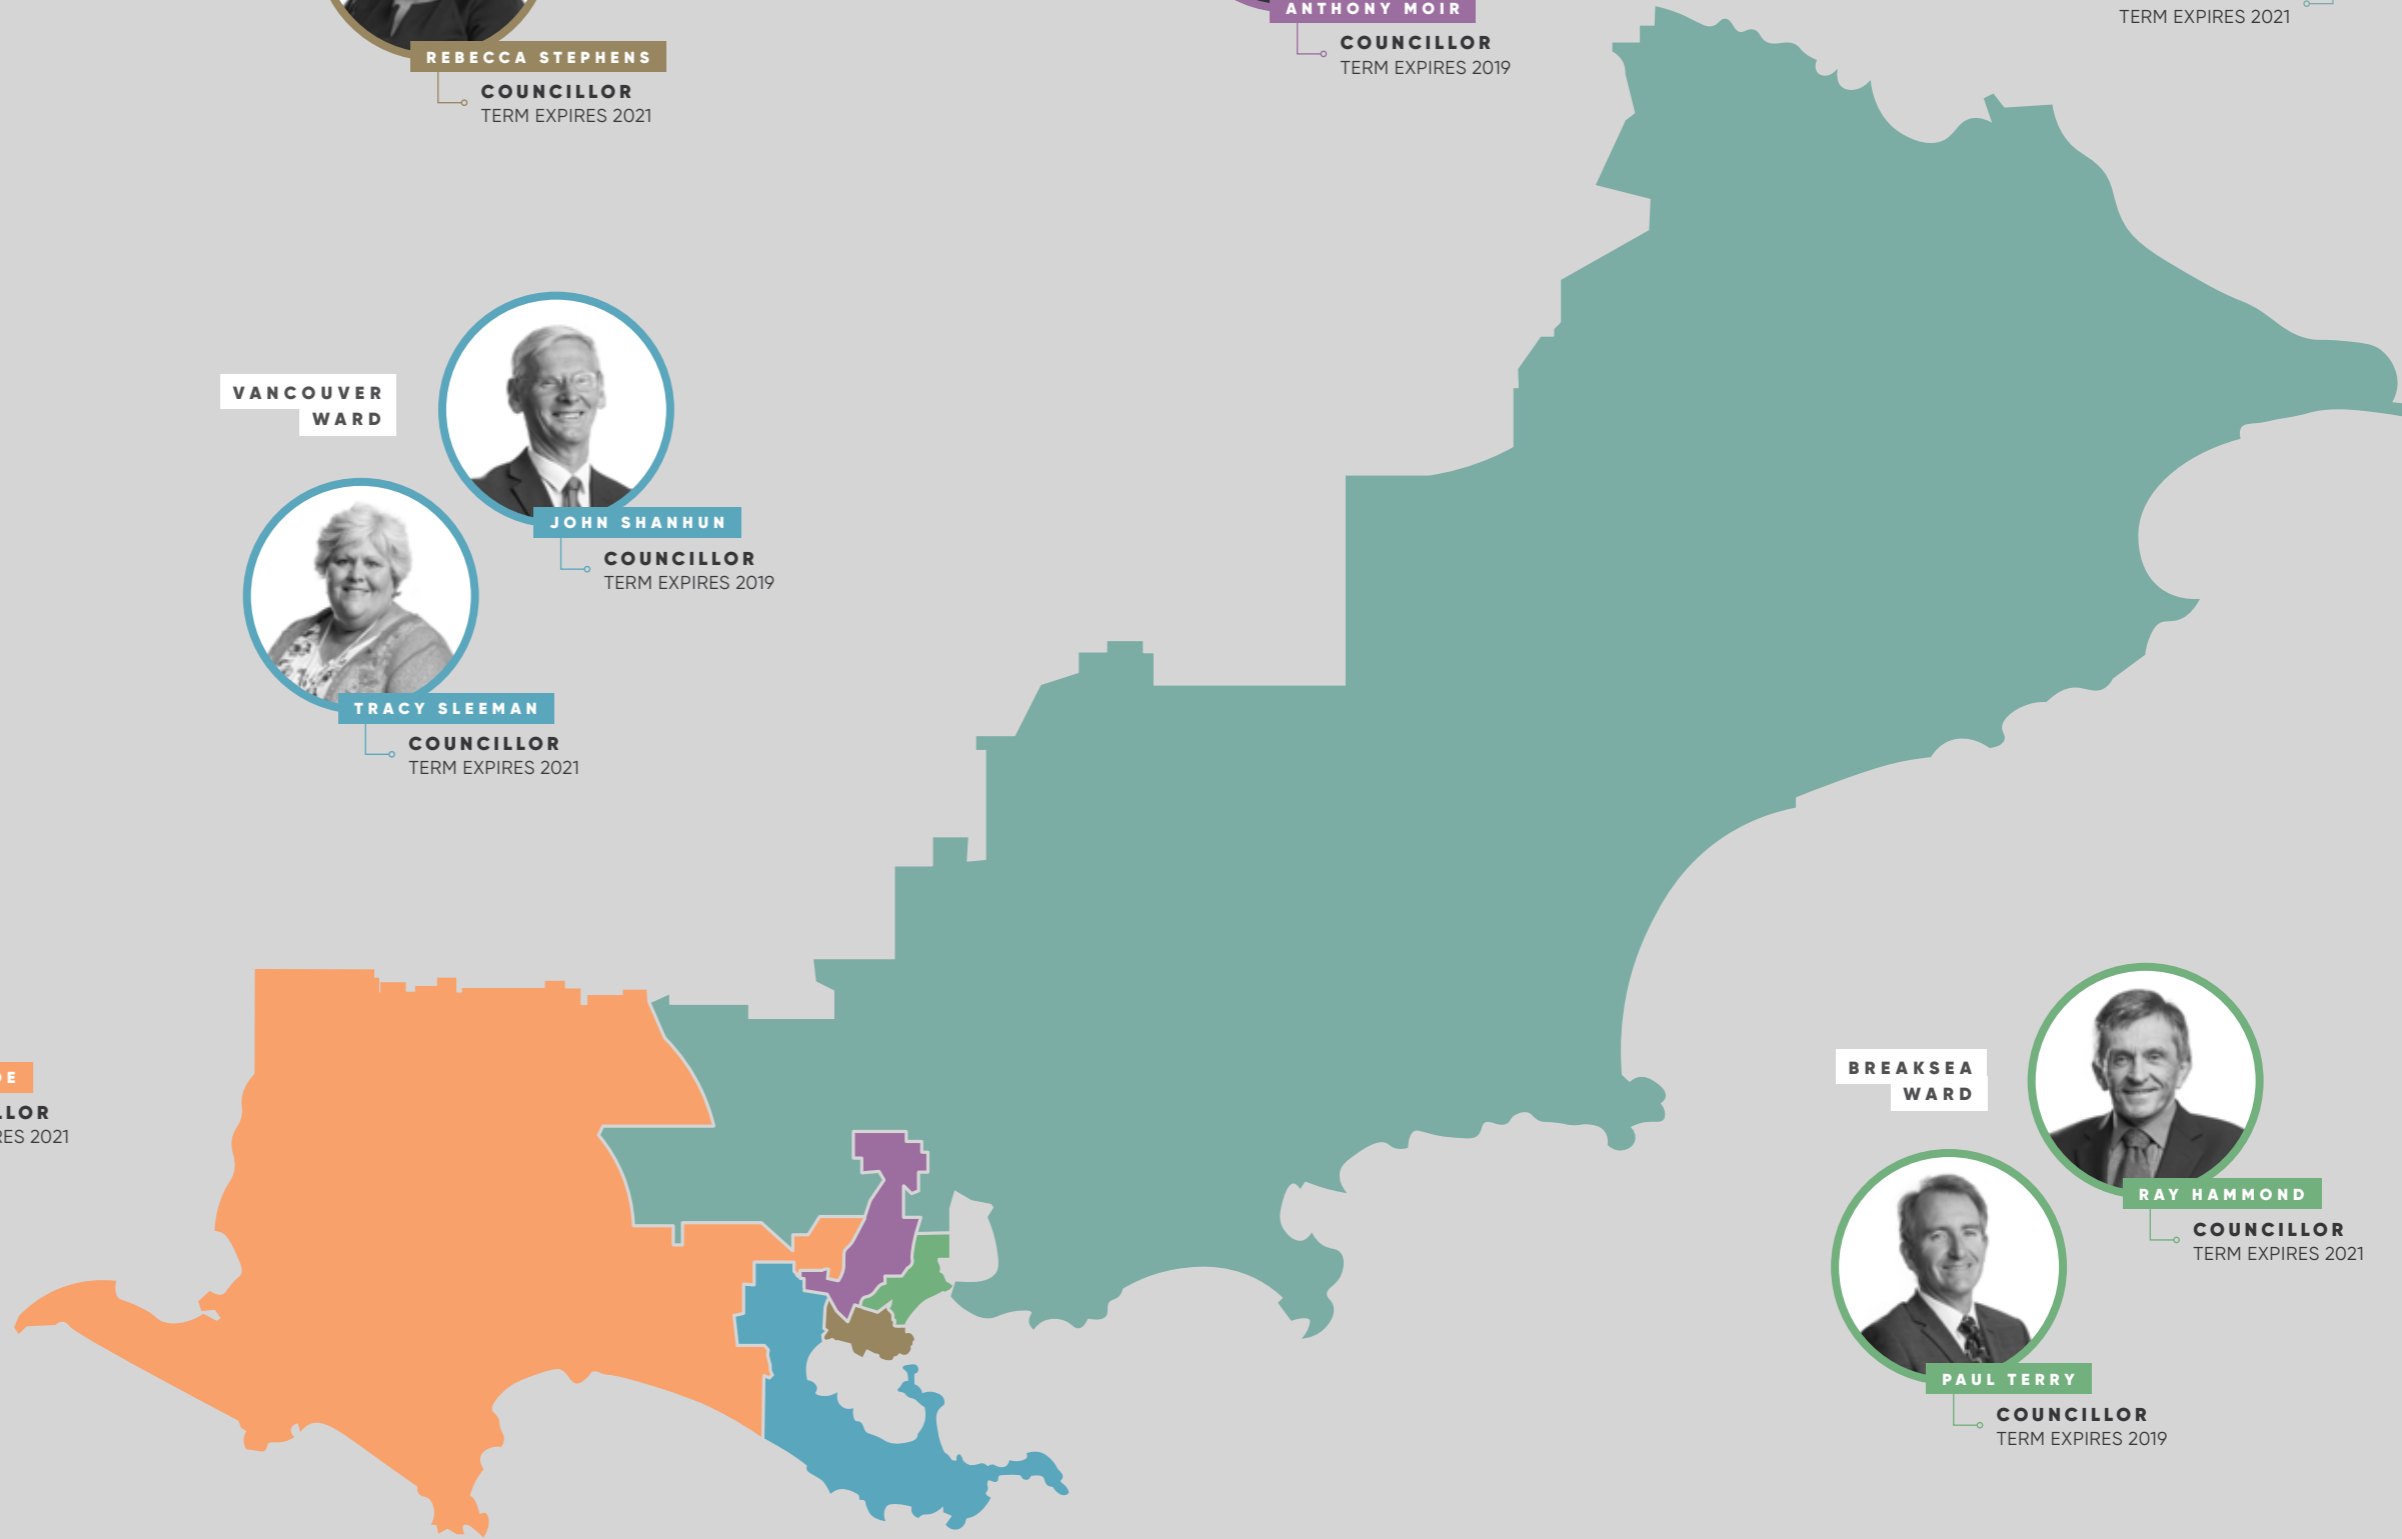 REBECCA STEPHENS
COUNCILLOR
TERM EXPIRES 2021
ANTHONY MOIR
COUNCILLOR
TERM EXPIRES 2019
TERM EXPIRES 2021
VANCOUVER
WARD
JOHN SHANHUN
COUNCILLOR
TERM EXPIRES 2019
TRACY SLEEMAN
COUNCILLOR
TERM EXPIRES 2021
2021
BREAKSEA
WARD
RAY HAMMOND
COUNCILLOR
TERM EXPIRES 2021
PAUL TERRY
COUNCILLOR
TERM EXPIRES 2019